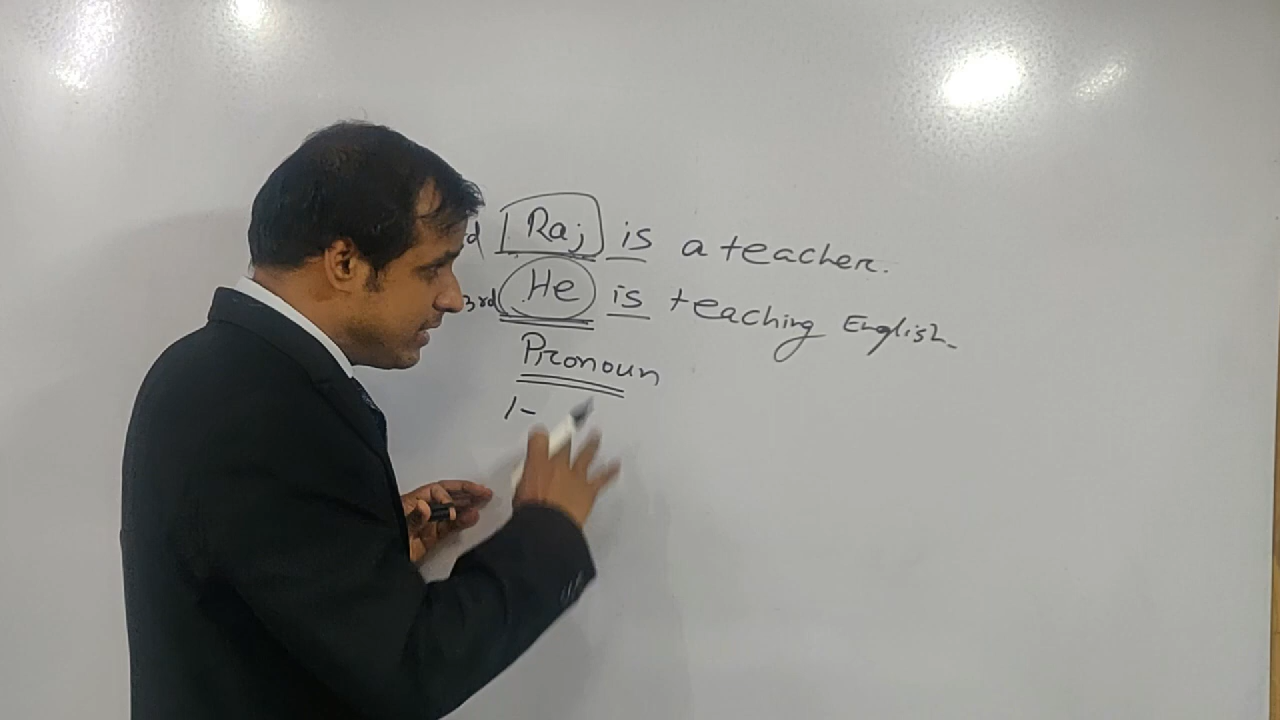 Raj is a teacher.
3rd He is teaching English.
Pronoun
1-